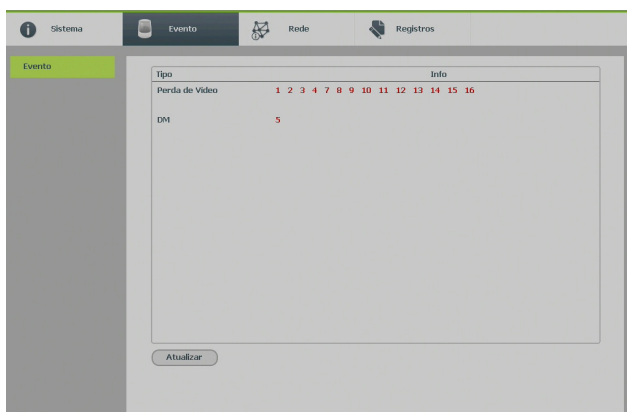 Sistema Evento Rede Registros
Evento
Tipo Info
Perda de Vídeo 1 2 3 4 7 8 9 10 11 12 13 14 15 16
DM 5
Atualizar